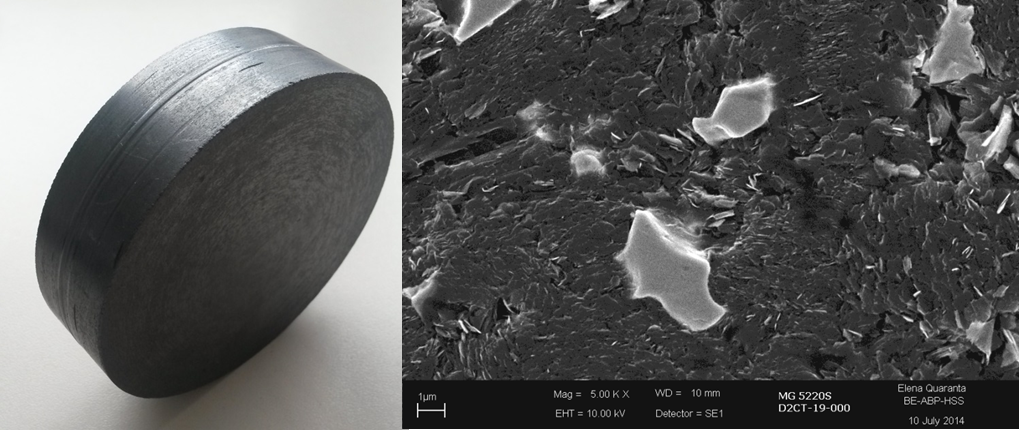 1µm
Mag = 5.00 K X
EHT = 10.00 kV
WD = 10 mm
Detector = SE1
MG 5220S
D2CT-19-000
Elena Quaranta
BE-ABP-HSS
10 July 2014